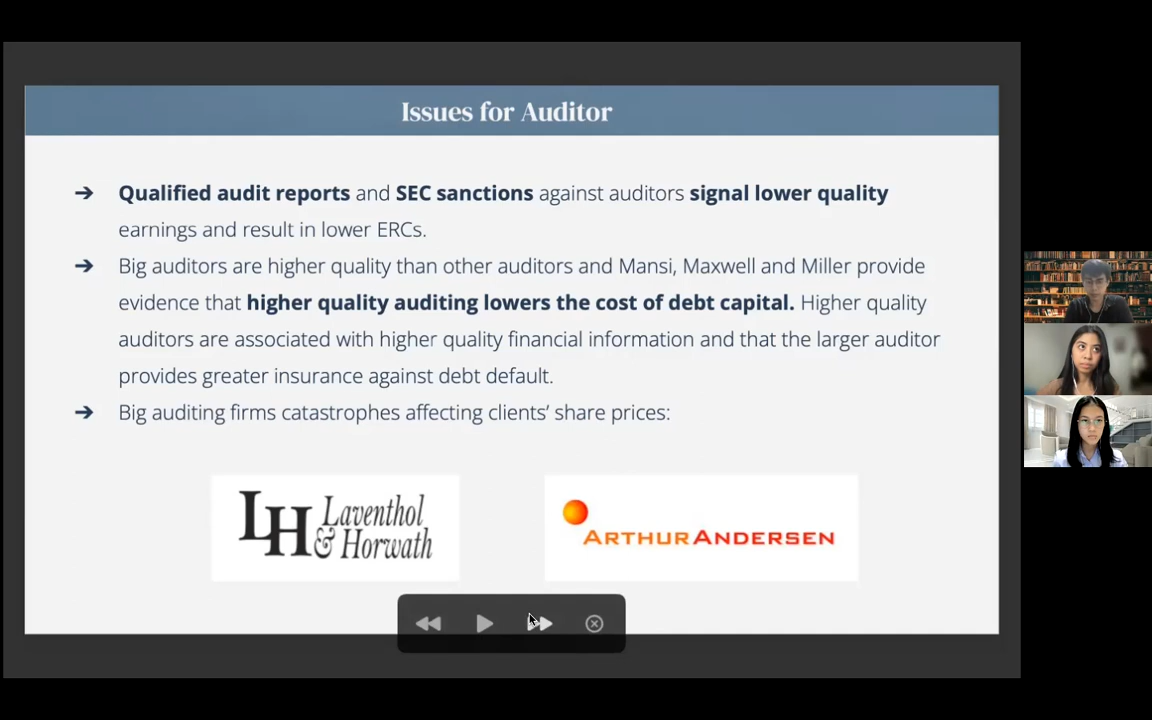 Issues for Auditor
➔ Qualified audit reports and SEC sanctions against auditors signal lower quality
earnings and result in lower ERCs.
➔ Big auditors are higher quality than other auditors and Mansi, Maxwell and Miller provide
evidence that higher quality auditing lowers the cost of debt capital. Higher quality
auditors are associated with higher quality financial information and that the larger auditor
provides greater insurance against debt default.
➔ Big auditing firms catastrophes affecting clients’ share prices:
LH Laventhol
& Horwath
ARTHURANDERSEN